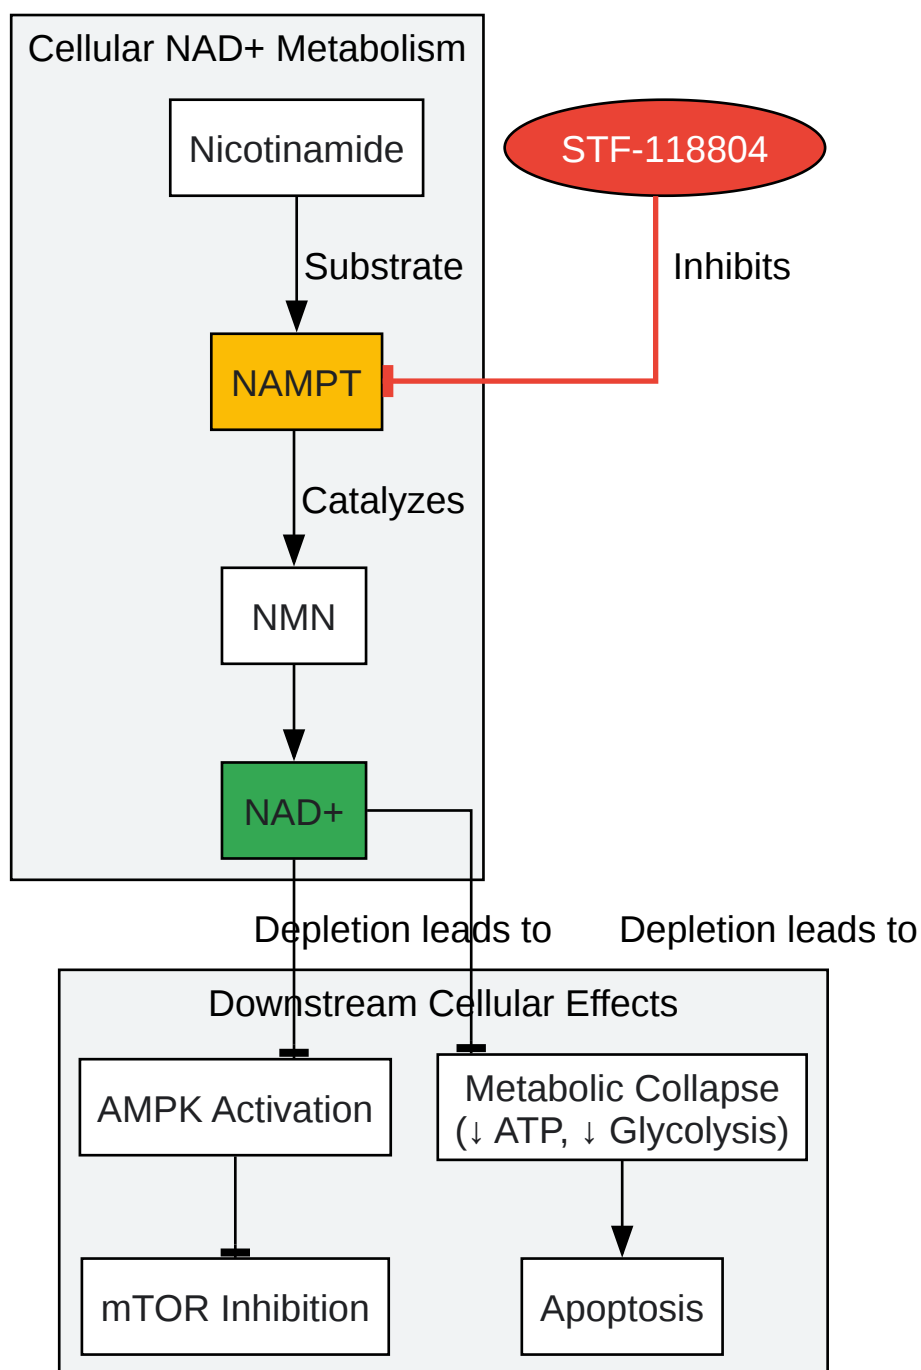 Cellular NAD+ Metabolism
Nicotinamide
STF-118804
Substrate
Inhibits
NAMPT
Catalyzes
NMN
NAD+
Depletion leads to
Depletion leads to
Downstream Cellular Effects
AMPK Activation
Metabolic Collapse
(↓ ATP, ↓ Glycolysis)
mTOR Inhibition
Apoptosis